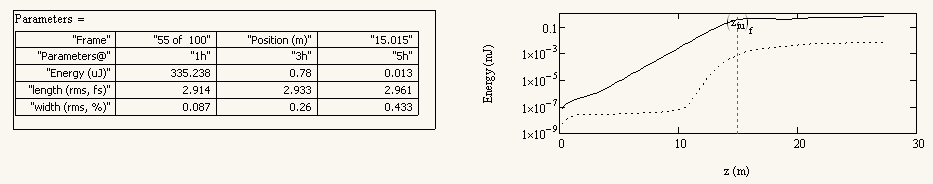 Parameters =
"Frame" "55 of 100" "Position (m)" "15.015"
"Parameters@" "1h" "3h" "5h"
"Energy (uJ)" 335.238 0.78 0.013
"length (rms, fs)" 2.914 2.933 2.961
"width (rms, %)" 0.087 0.26 0.433
Energy (mJ)
0.1
1×10⁻³
1×10⁻⁵
1×10⁻⁷
1×10⁻⁹
0 10 20 30
z (m)